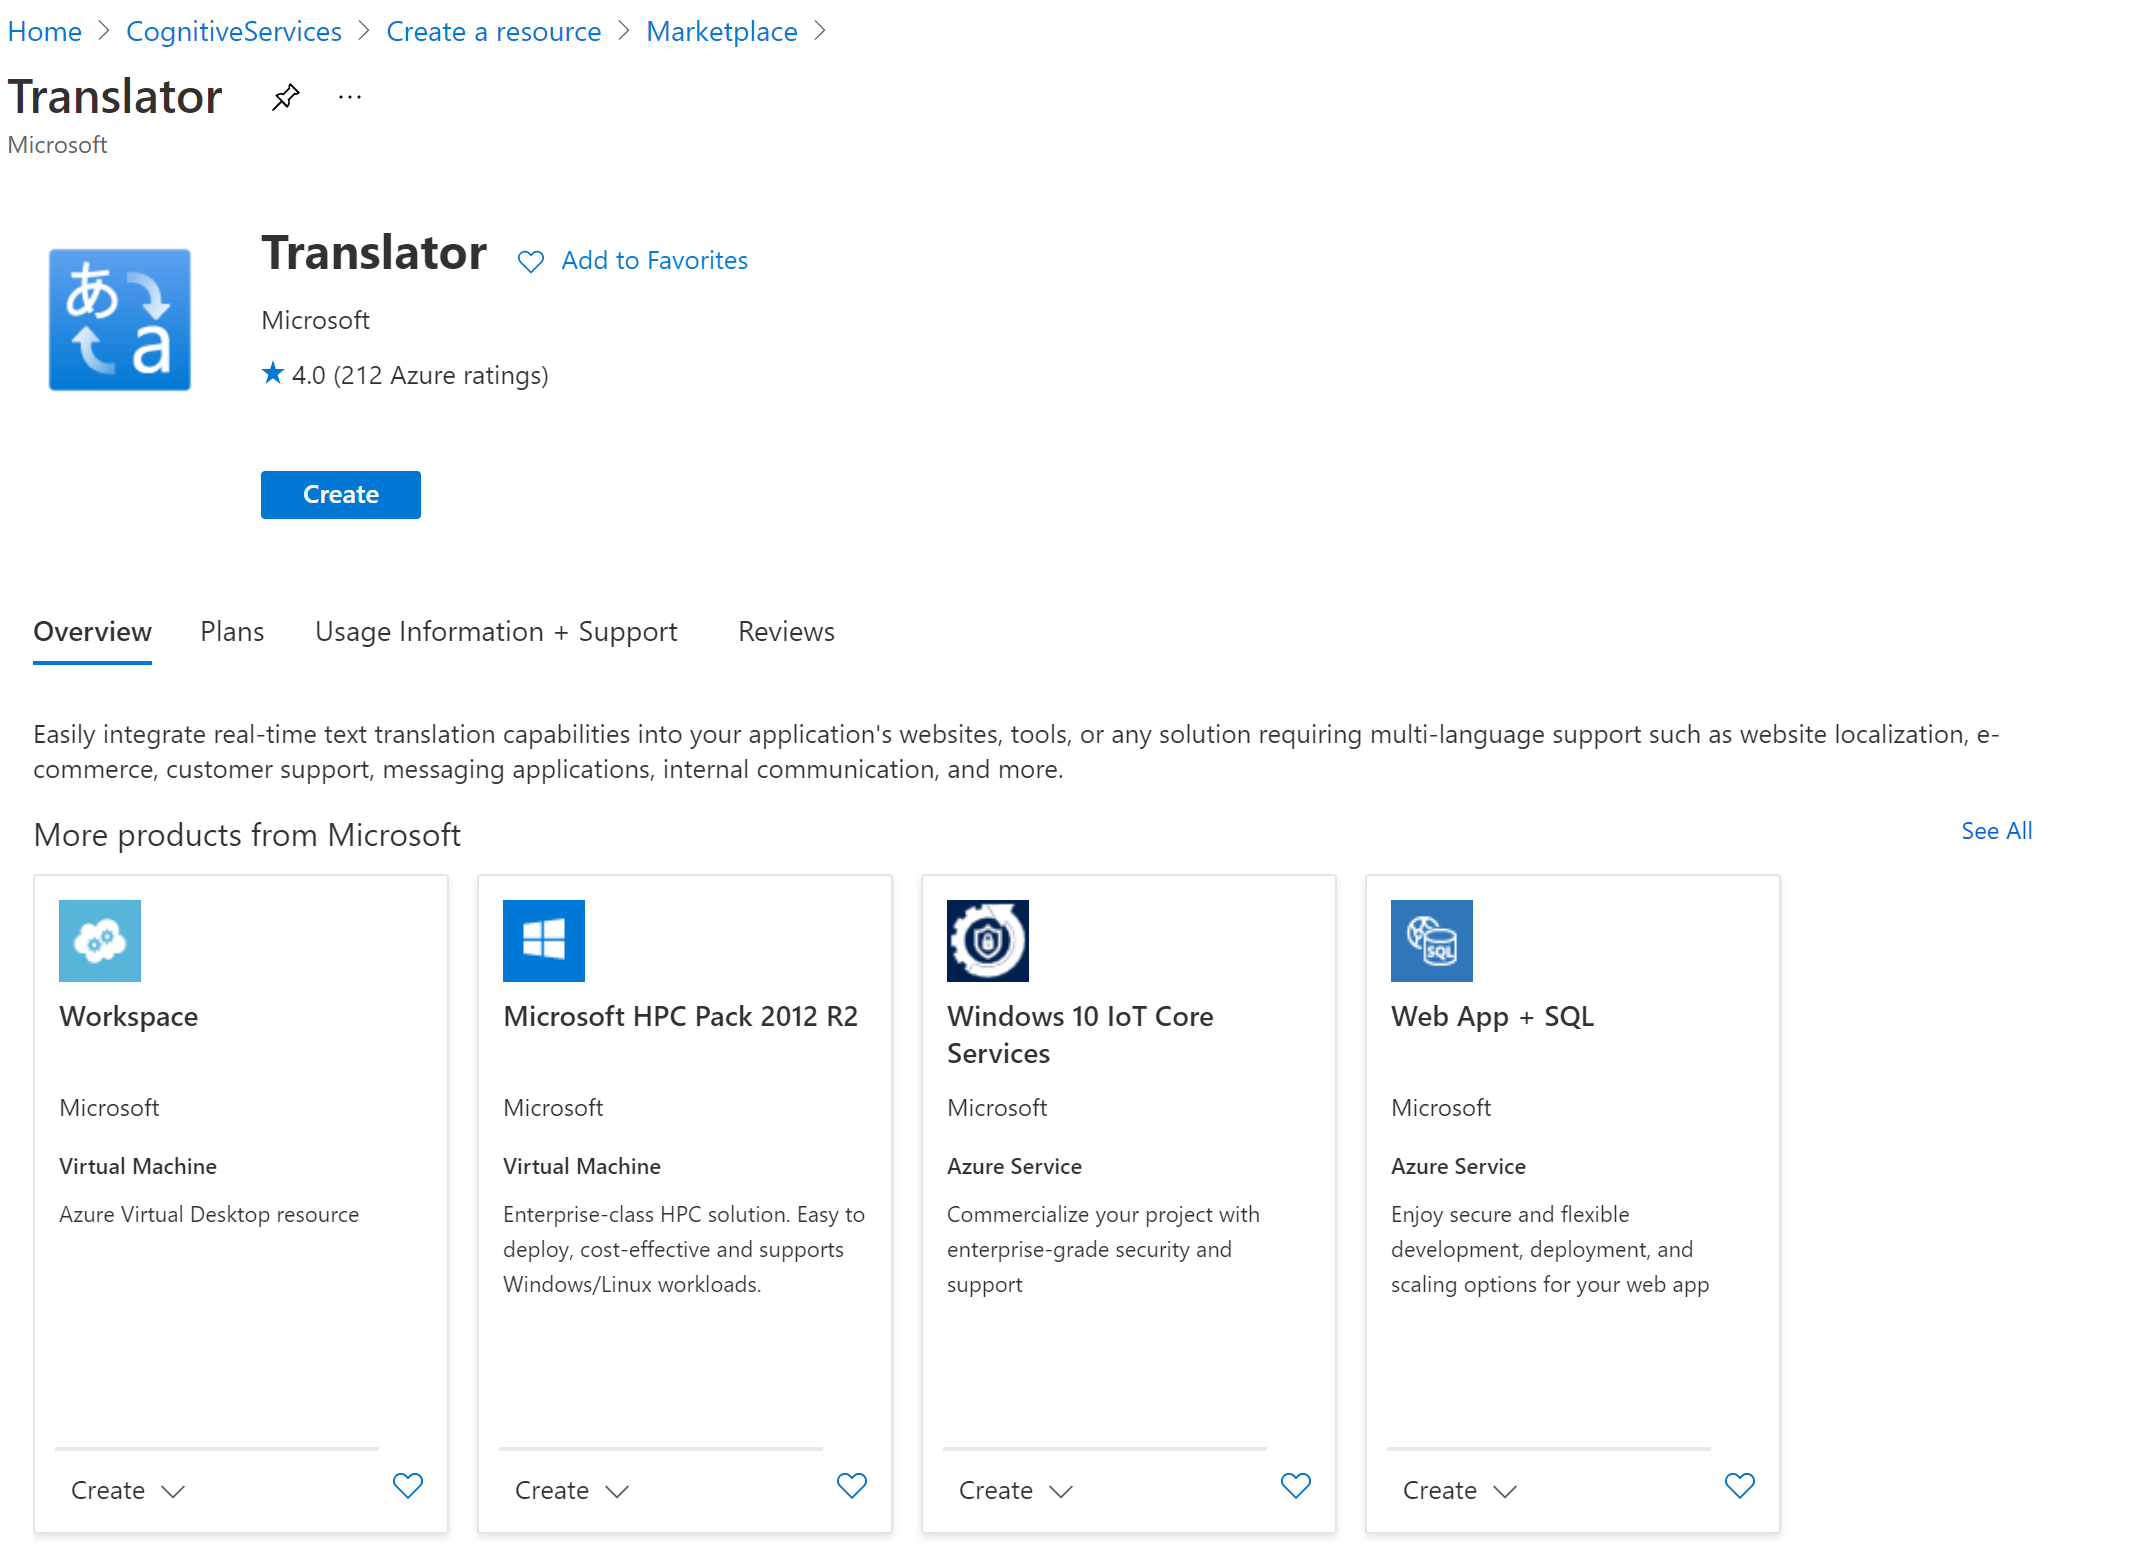 Home > CognitiveServices > Create a resource > Marketplace >
Translator ...
Microsoft
あ
a
Translator Add to Favorites
Microsoft
★ 4.0 (212 Azure ratings)
Create
Overview Plans Usage Information + Support Reviews
Easily integrate real-time text translation capabilities into your application's websites, tools, or any solution requiring multi-language support such as website localization, e-
commerce, customer support, messaging applications, internal communication, and more.
More products from Microsoft
See All
Workspace
Microsoft
Virtual Machine
Azure Virtual Desktop resource
Create
Microsoft HPC Pack 2012 R2
Microsoft
Virtual Machine
Enterprise-class HPC solution. Easy to
deploy, cost-effective and supports
Windows/Linux workloads.
Create
Windows 10 IoT Core
Services
Microsoft
Azure Service
Commercialize your project with
enterprise-grade security and
support
Create
SQL
Web App + SQL
Microsoft
Azure Service
Enjoy secure and flexible
development, deployment, and
scaling options for your web app
Create